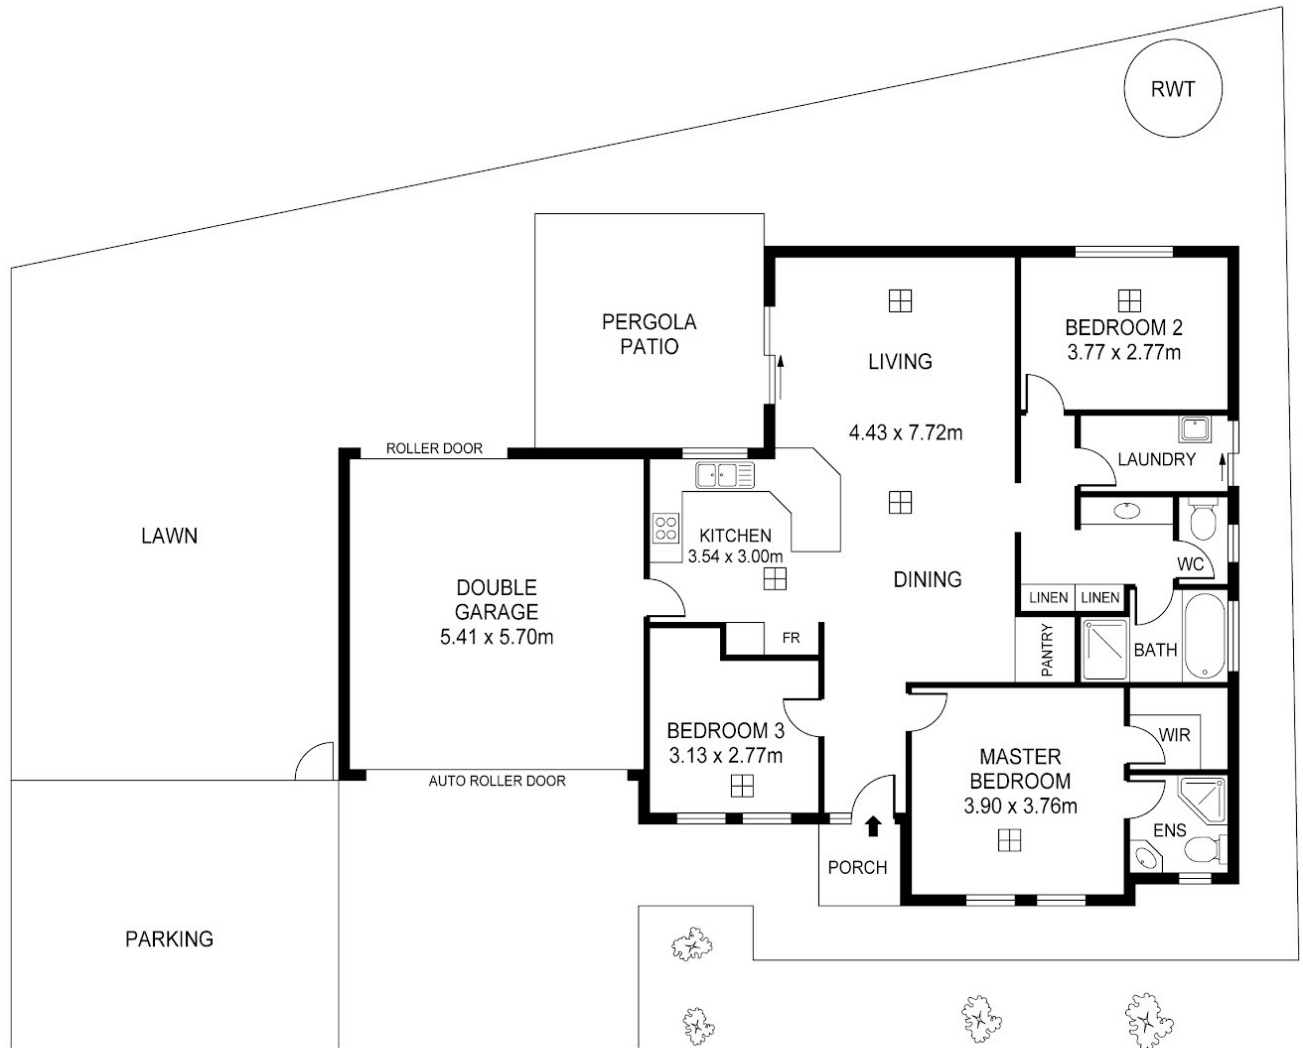 RWT
PERGOLA
PATIO
BEDROOM 2
3.77 x 2.77m
LIVING
4.43 x 7.72m
ROLLER DOOR
LAUNDRY
LAWN
KITCHEN
3.54 x 3.00m
WC
DINING
DOUBLE
GARAGE
5.41 x 5.70m
LINEN
LINEN
FR
PANTRY
BATH
BEDROOM 3
3.13 x 2.77m
WIR
MASTER
BEDROOM
3.90 x 3.76m
AUTO ROLLER DOOR
ENS
PORCH
PARKING